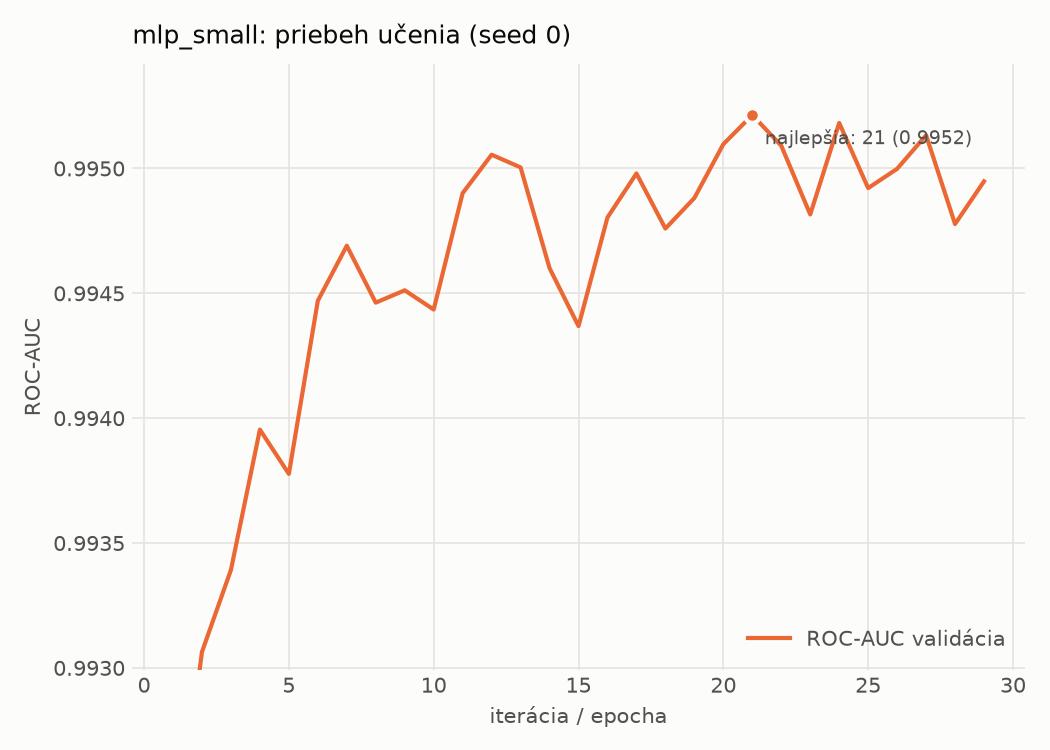 mlp_small: priebeh učenia (seed 0)
najlepšia: 21 (0.9952)
0.9950
0.9945
0.9940
0.9935
0.9930
ROC-AUC
ROC-AUC validácia
0 5 10 15 20 25 30
iterácia / epocha